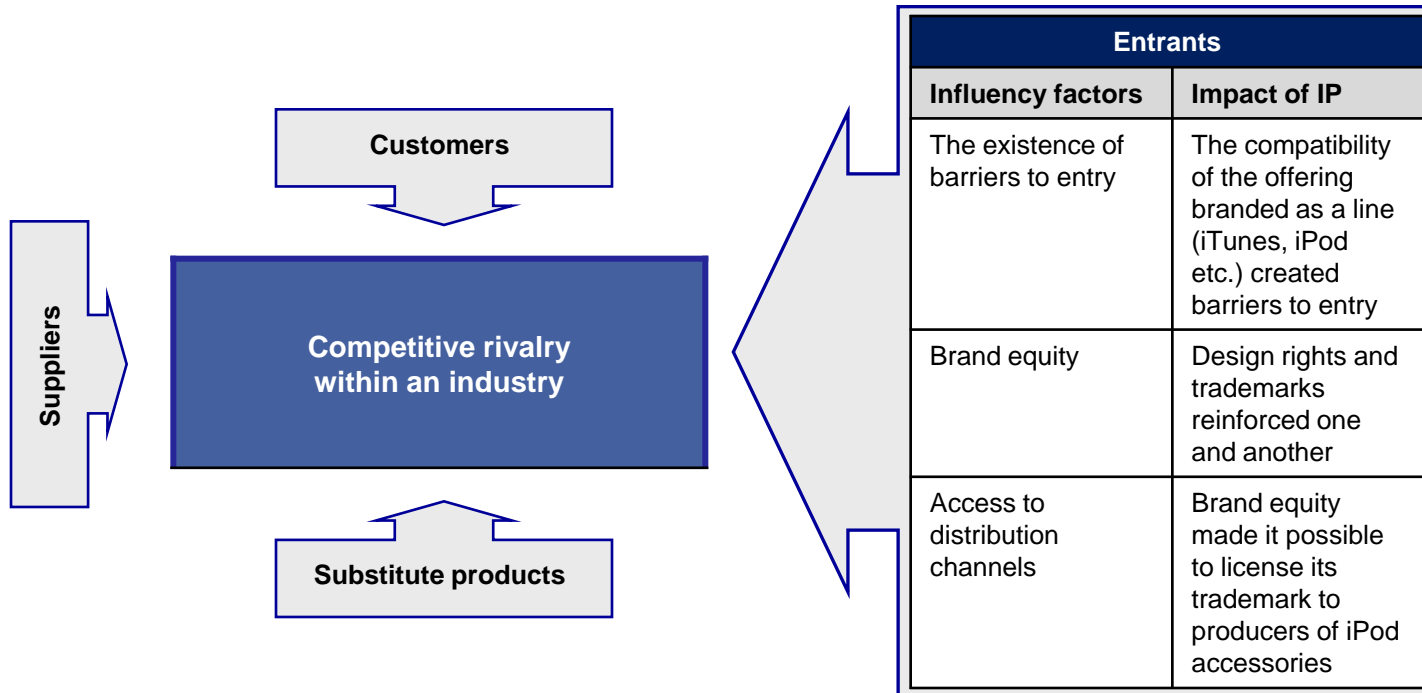 Customers
Suppliers
Competitive rivalry
within an industry
Substitute products
Entrants
Influency factors
Impact of IP
The existence of
barriers to entry
The compatibility
of the offering
branded as a line
(iTunes, iPod
etc.) created
barriers to entry
Brand equity
Design rights and
trademarks
reinforced one
and another
Access to
distribution
channels
Brand equity
made it possible
to license its
trademark to
producers of iPod
accessories